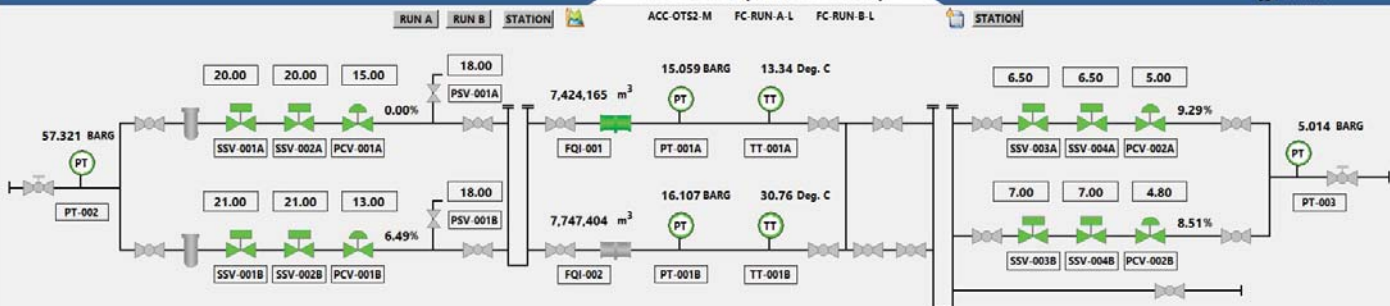 RUN A RUN B STATION ACC-OTS2-M FC-RUN-A-L FC-RUN-B-L STATION
20.00 20.00 15.00 18.00 15.059 BARG 13.34 Deg. C 6.50 6.50 5.00
PSV-001A 7,424,165 m³ PT TT
0.00% 9.29%
57.321 BARG 5.014 BARG
SSV-001A SSV-002A PCV-001A FQI-001 PT-001A TT-001A SSV-003A SSV-004A PCV-002A
PT PT
21.00 21.00 13.00 18.00 16.107 BARG 30.76 Deg. C 7.00 7.00 4.80
PT-002 PSV-001B 7,747,404 m³ PT TT PT-003
6.49% 8.51%
SSV-001B SSV-002B PCV-001B FQI-002 PT-001B TT-001B SSV-003B SSV-004B PCV-002B